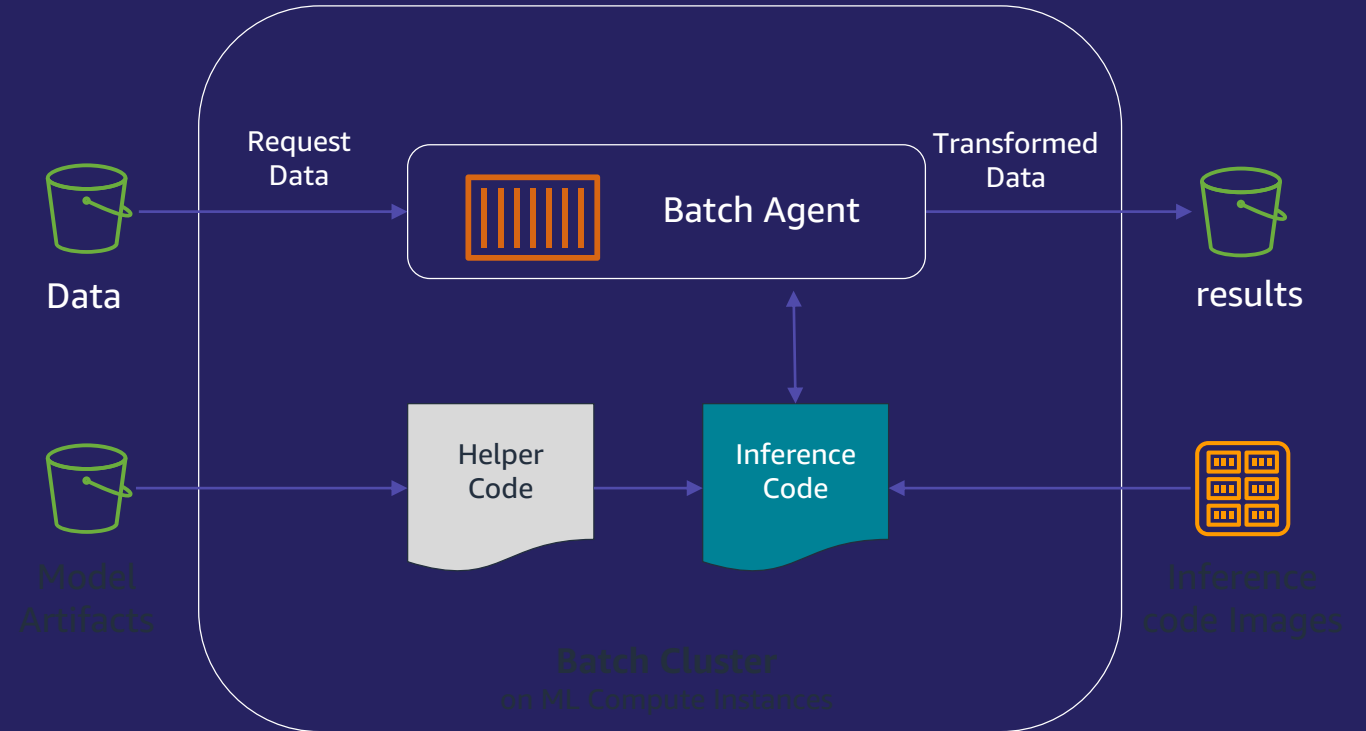 Request
Data
Transformed
Data
Batch Agent
Data
results
Helper
Code
Inference
Code
Model
Artifacts
Inference
code Images
Batch Cluster
on ML Compute Instances